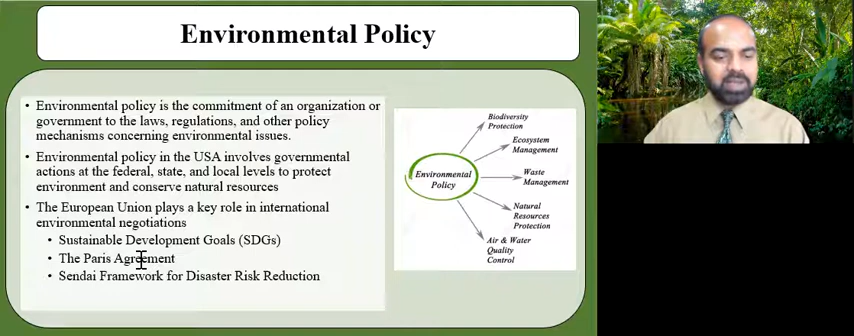 Environmental Policy
• Environmental policy is the commitment of an organization or
government to the laws, regulations, and other policy
mechanisms concerning environmental issues.
• Environmental policy in the USA involves governmental
actions at the federal, state, and local levels to protect
environment and conserve natural resources
• The European Union plays a key role in international
environmental negotiations
• Sustainable Development Goals (SDGs)
• The Paris Agreement
• Sendai Framework for Disaster Risk Reduction
Environmental
Policy
Biodiversity
Protection
Ecosystem
Management
Waste
Management
Natural
Resources
Protection
Air & Water
Quality
Control